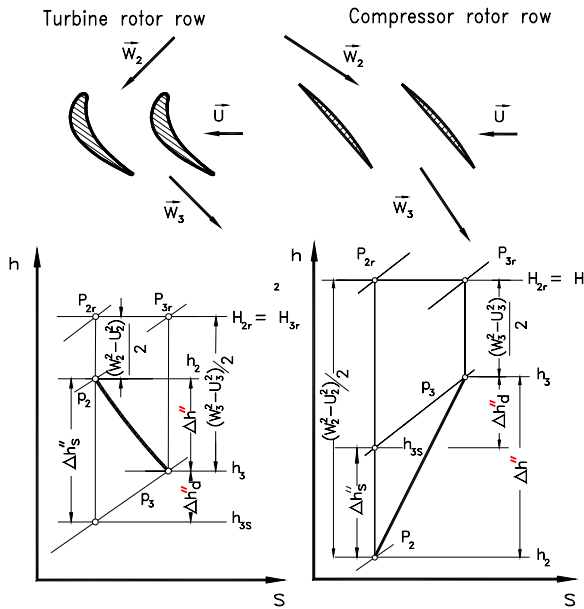 Turbine rotor row
Compressor rotor row
W₂
W₂
U
U
W₃
W₃
h
P₂r
P₃r
2
H₂r = H₃r
(W₂²-U₂²)
2
h₂
p₂
(W₃²-U₃²)/2
Δh″s
Δh″
h₃
p₃
Δh″d
h₃s
S
h
P₂r
P₃r
H₂r = H
(W₃²-U₃²)
2
(W₂²-U₂²)/2
p₃
h₃
Δh″d
h₃s
Δh″s
Δh″
P₂
h₂
S